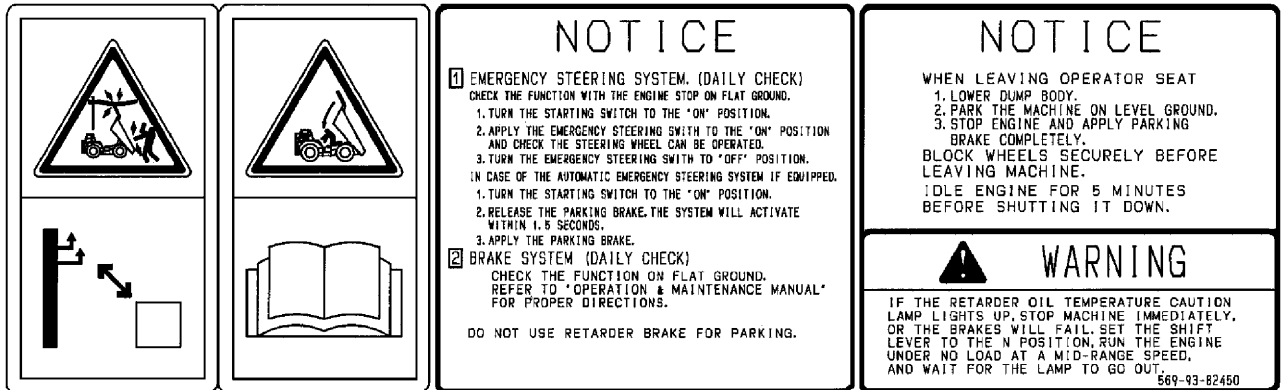 NOTICE
1 EMERGENCY STEERING SYSTEM. (DAILY CHECK)
CHECK THE FUNCTION WITH THE ENGINE STOP ON FLAT GROUND.
1. TURN THE STARTING SWITCH TO THE "ON" POSITION.
2. APPLY THE EMERGENCY STEERING SWITH TO THE "ON" POSITION
AND CHECK THE STEERING WHEEL CAN BE OPERATED.
3. TURN THE EMERGENCY STEERING SWITH TO "OFF" POSITION.
IN CASE OF THE AUTOMATIC EMERGENCY STEERING SYSTEM IF EQUIPPED.
1. TURN THE STARTING SWITCH TO THE "ON" POSITION.
2. RELEASE THE PARKING BRAKE. THE SYSTEM WILL ACTIVATE
WITHIN 1.5 SECONDS.
3. APPLY THE PARKING BRAKE.
2 BRAKE SYSTEM (DAILY CHECK)
CHECK THE FUNCTION ON FLAT GROUND.
REFER TO "OPERATION & MAINTENANCE MANUAL"
FOR PROPER DIRECTIONS.
DO NOT USE RETARDER BRAKE FOR PARKING.
NOTICE
WHEN LEAVING OPERATOR SEAT
1. LOWER DUMP BODY.
2. PARK THE MACHINE ON LEVEL GROUND.
3. STOP ENGINE AND APPLY PARKING
BRAKE COMPLETELY.
BLOCK WHEELS SECURELY BEFORE
LEAVING MACHINE.
IDLE ENGINE FOR 5 MINUTES
BEFORE SHUTTING IT DOWN.
WARNING
IF THE RETARDER OIL TEMPERATURE CAUTION
LAMP LIGHTS UP, STOP MACHINE IMMEDIATELY,
OR THE BRAKES WILL FAIL. SET THE SHIFT
LEVER TO THE N POSITION, RUN THE ENGINE
UNDER NO LOAD AT A MID-RANGE SPEED,
AND WAIT FOR THE LAMP TO GO OUT.
569-93-82450